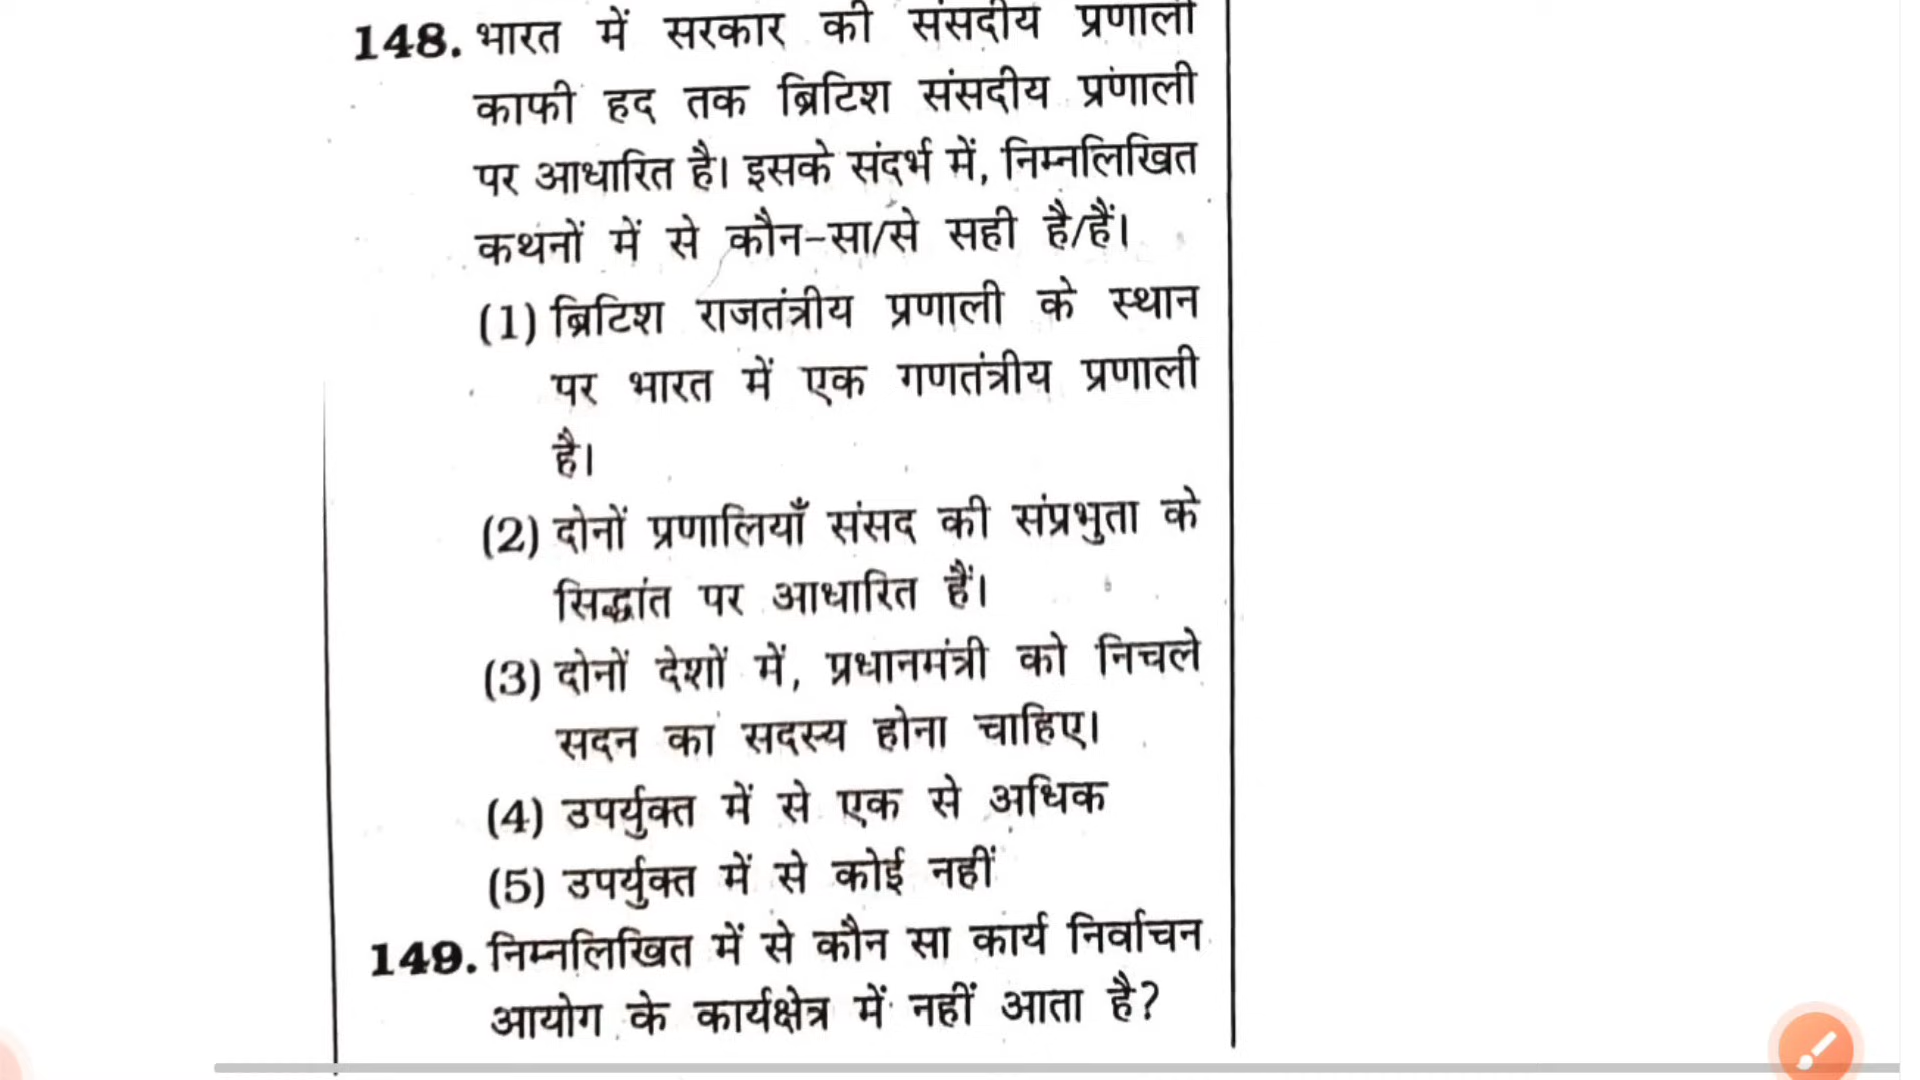 148. भारत में सरकार की संसदीय प्रणाली
काफी हद तक ब्रिटिश संसदीय प्रणाली
पर आधारित है। इसके संदर्भ में, निम्नलिखित
कथनों में से कौन-सा/से सही है/हैं।
(1) ब्रिटिश राजतंत्रीय प्रणाली के स्थान
पर भारत में एक गणतंत्रीय प्रणाली
है।
(2) दोनों प्रणालियाँ संसद की संप्रभुता के
सिद्धांत पर आधारित हैं।
(3) दोनों देशों में, प्रधानमंत्री को निचले
सदन का सदस्य होना चाहिए।
(4) उपर्युक्त में से एक से अधिक
(5) उपर्युक्त में से कोई नहीं
149. निम्नलिखित में से कौन सा कार्य निर्वाचन
आयोग के कार्यक्षेत्र में नहीं आता है?